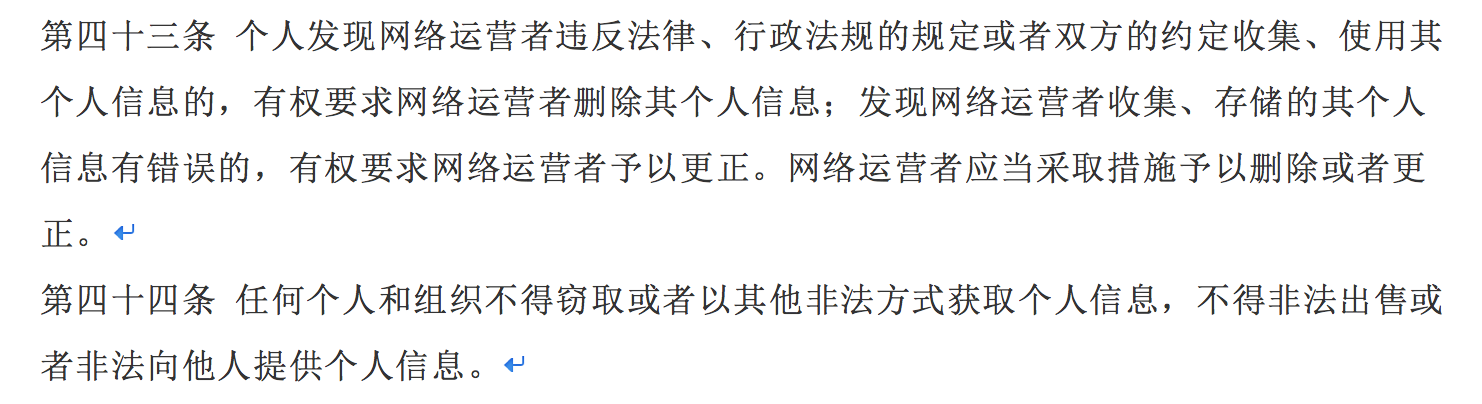 第四十三条 个人发现网络运营者违反法律、行政法规的规定或者双方的约定收集、使用其
个人信息的，有权要求网络运营者删除其个人信息；发现网络运营者收集、存储的其个人
信息有错误的，有权要求网络运营者予以更正。网络运营者应当采取措施予以删除或者更
正。
第四十四条 任何个人和组织不得窃取或者以其他非法方式获取个人信息，不得非法出售或
者非法向他人提供个人信息。